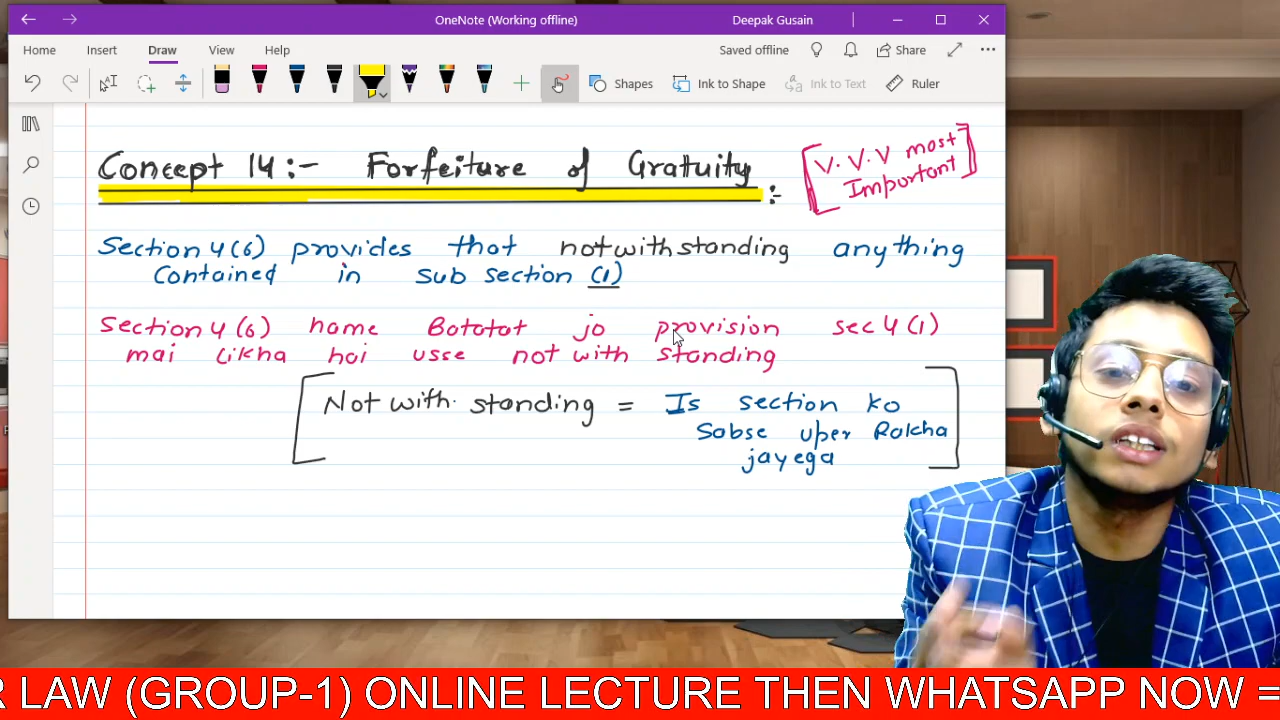 OneNote (Working offline)
Deepak Gusain
Home Insert Draw View Help
Saved offline
Share
Shapes
Ink to Shape
Ink to Text
Ruler
Concept 14:- Forfeiture of Gratuity :-
[V.V.V most
Important]
Section 4(6) provides that notwithstanding anything
Contained in sub section (1)
Section 4(6) hame Batatat jo provision sec 4(1)
mai likha hai usse not with standing
[Not with standing = Is section ko
Sabse uper Rakha
jayega]
R LAW (GROUP-1) ONLINE LECTURE THEN WHATSAPP NOW =